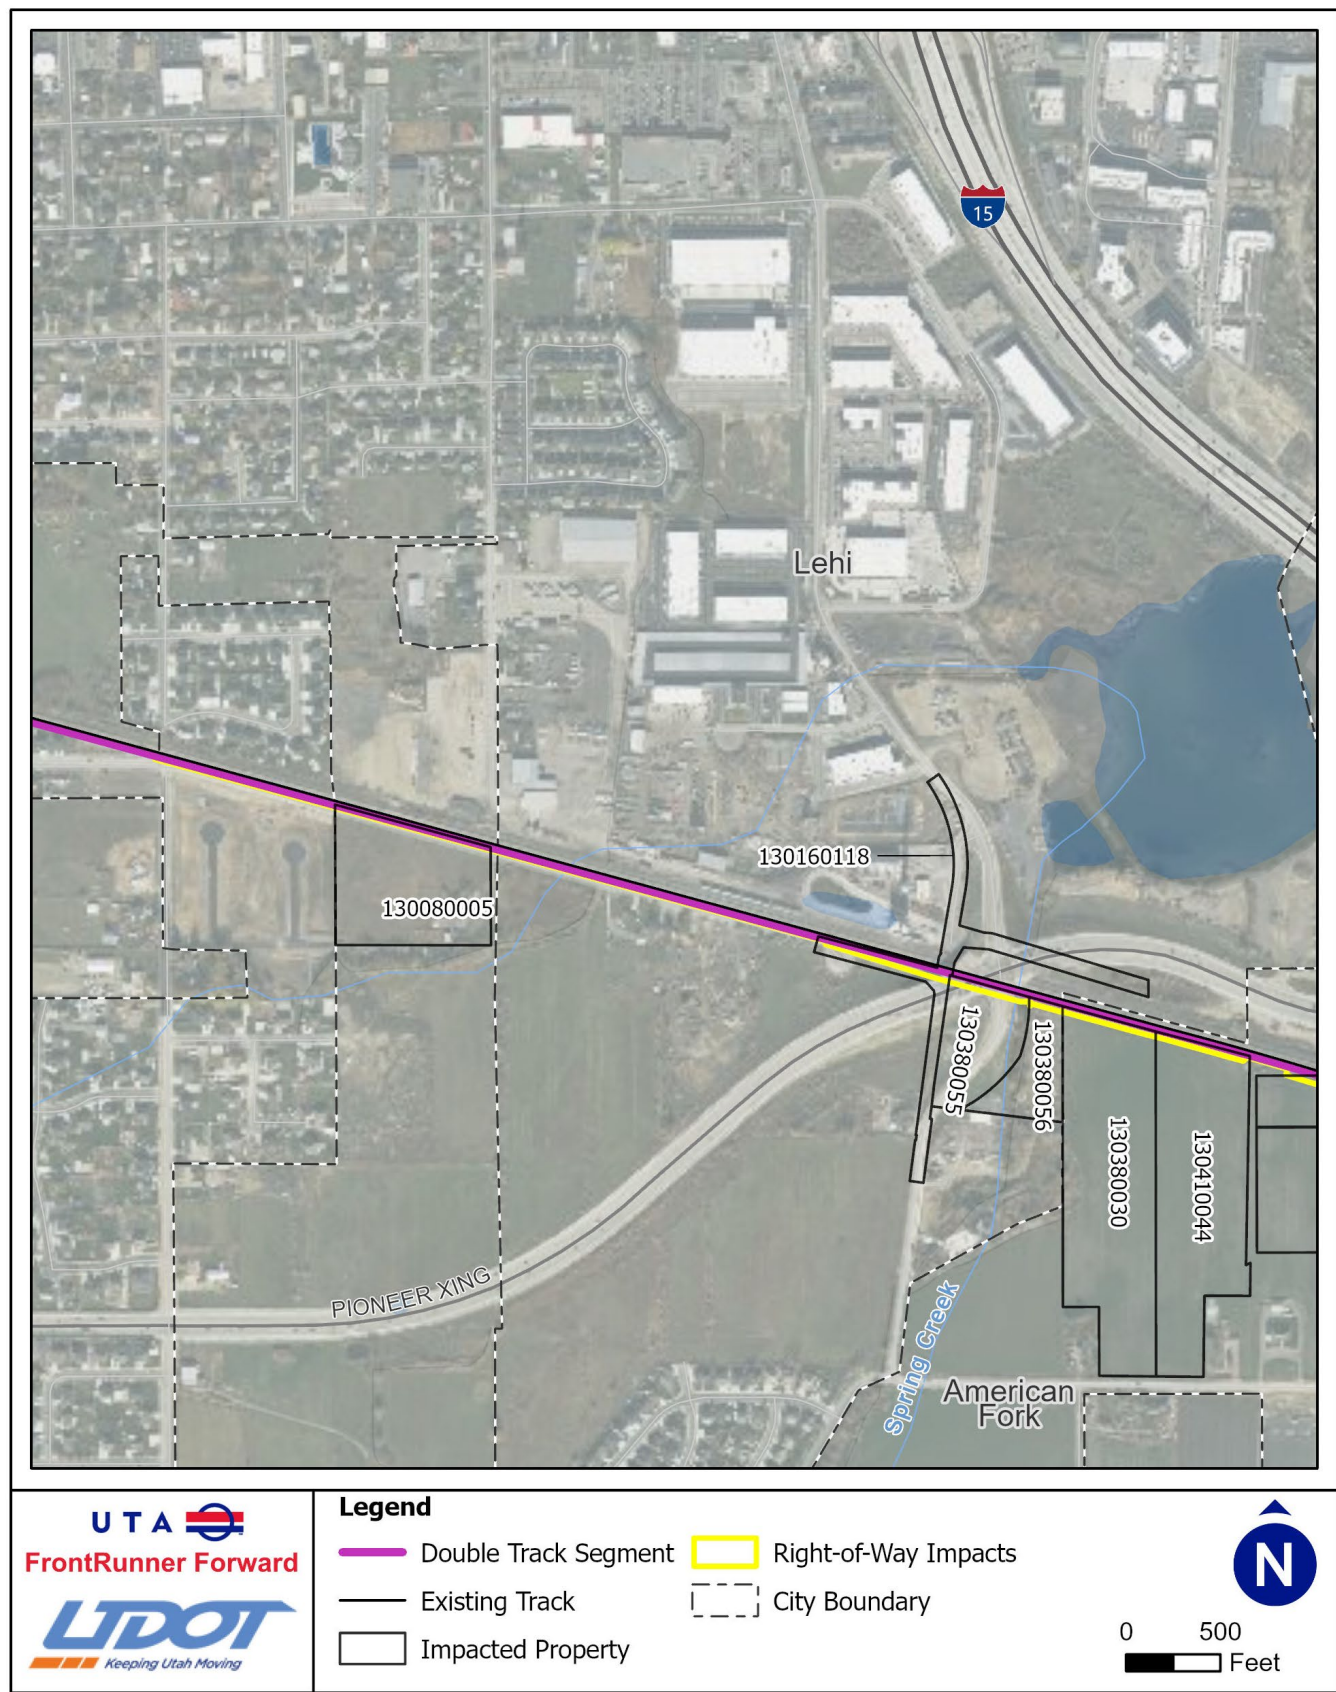 15
Lehi
130160118
130080005
130380055
130380056
130380030
130410044
PIONEER XING
Spring Creek
American
Fork
UTA
FrontRunner Forward
UDOT
Keeping Utah Moving
Legend
Double Track Segment
Right-of-Way Impacts
Existing Track
City Boundary
Impacted Property
N
0 500
Feet